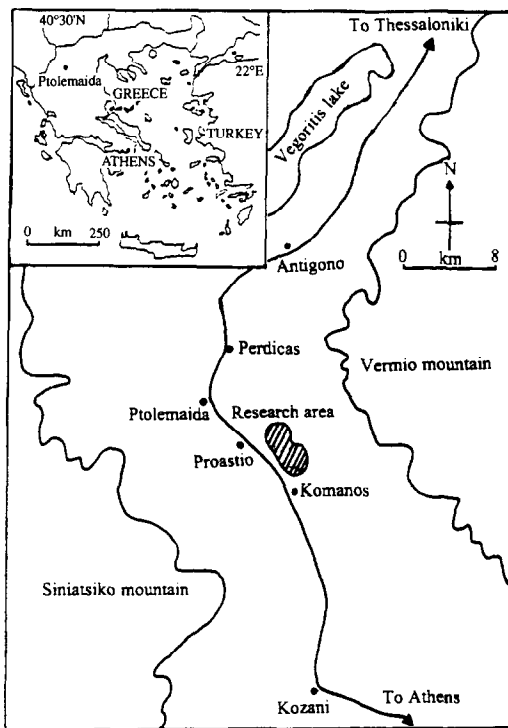 40°30'N
To Thessaloniki
22°E
Ptolemaida
GREECE
TURKEY
ATHENS
0 km 250
Vegoritis lake
N
Antigono
0 km 8
Perdicas
Vermio mountain
Ptolemaida
Research area
Proastio
Komanos
Siniatsiko mountain
Kozani
To Athens